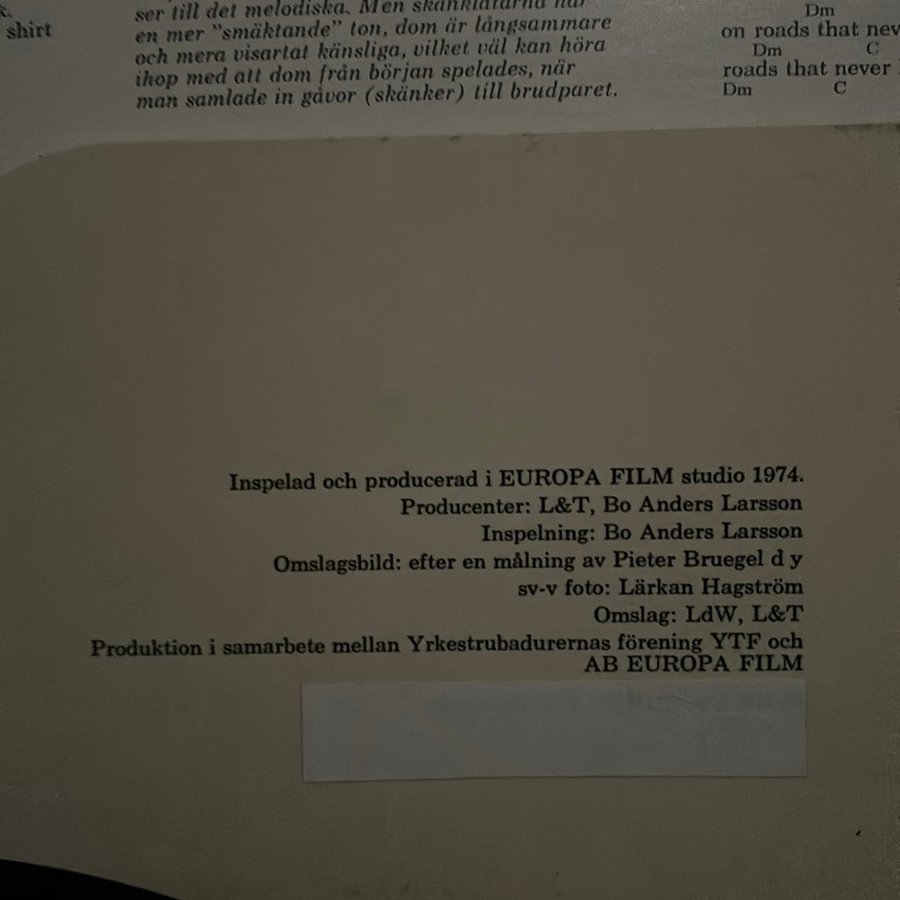 k.
shirt
ser till det melodiska. Men skänklåtarna har
en mer "smäktande" ton, dom är långsammare
och mera visartat känsliga, vilket väl kan höra
ihop med att dom från början spelades, när
man samlade in gåvor (skänker) till brudparet.
Dm
on roads that nev
Dm C
roads that never
Dm C
Inspelad och producerad i EUROPA FILM studio 1974.
Producenter: L&T, Bo Anders Larsson
Inspelning: Bo Anders Larsson
Omslagsbild: efter en målning av Pieter Bruegel d y
sv-v foto: Lärkan Hagström
Omslag: LdW, L&T
Produktion i samarbete mellan Yrkestrubadurernas förening YTF och
AB EUROPA FILM